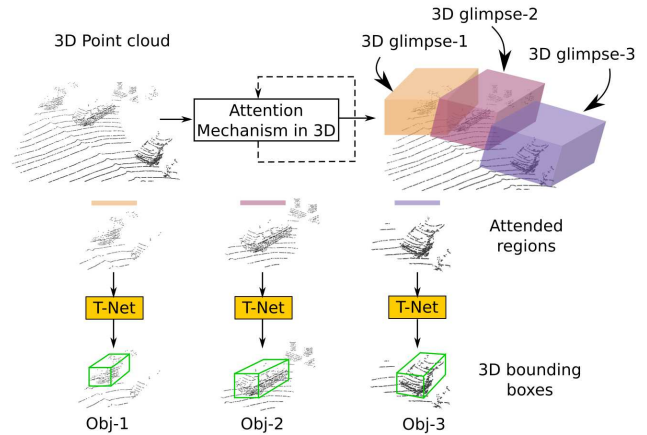 3D Point cloud
Attention
Mechanism in 3D
3D glimpse-1
3D glimpse-2
3D glimpse-3
Attended
regions
T-Net
T-Net
T-Net
3D bounding
boxes
Obj-1
Obj-2
Obj-3